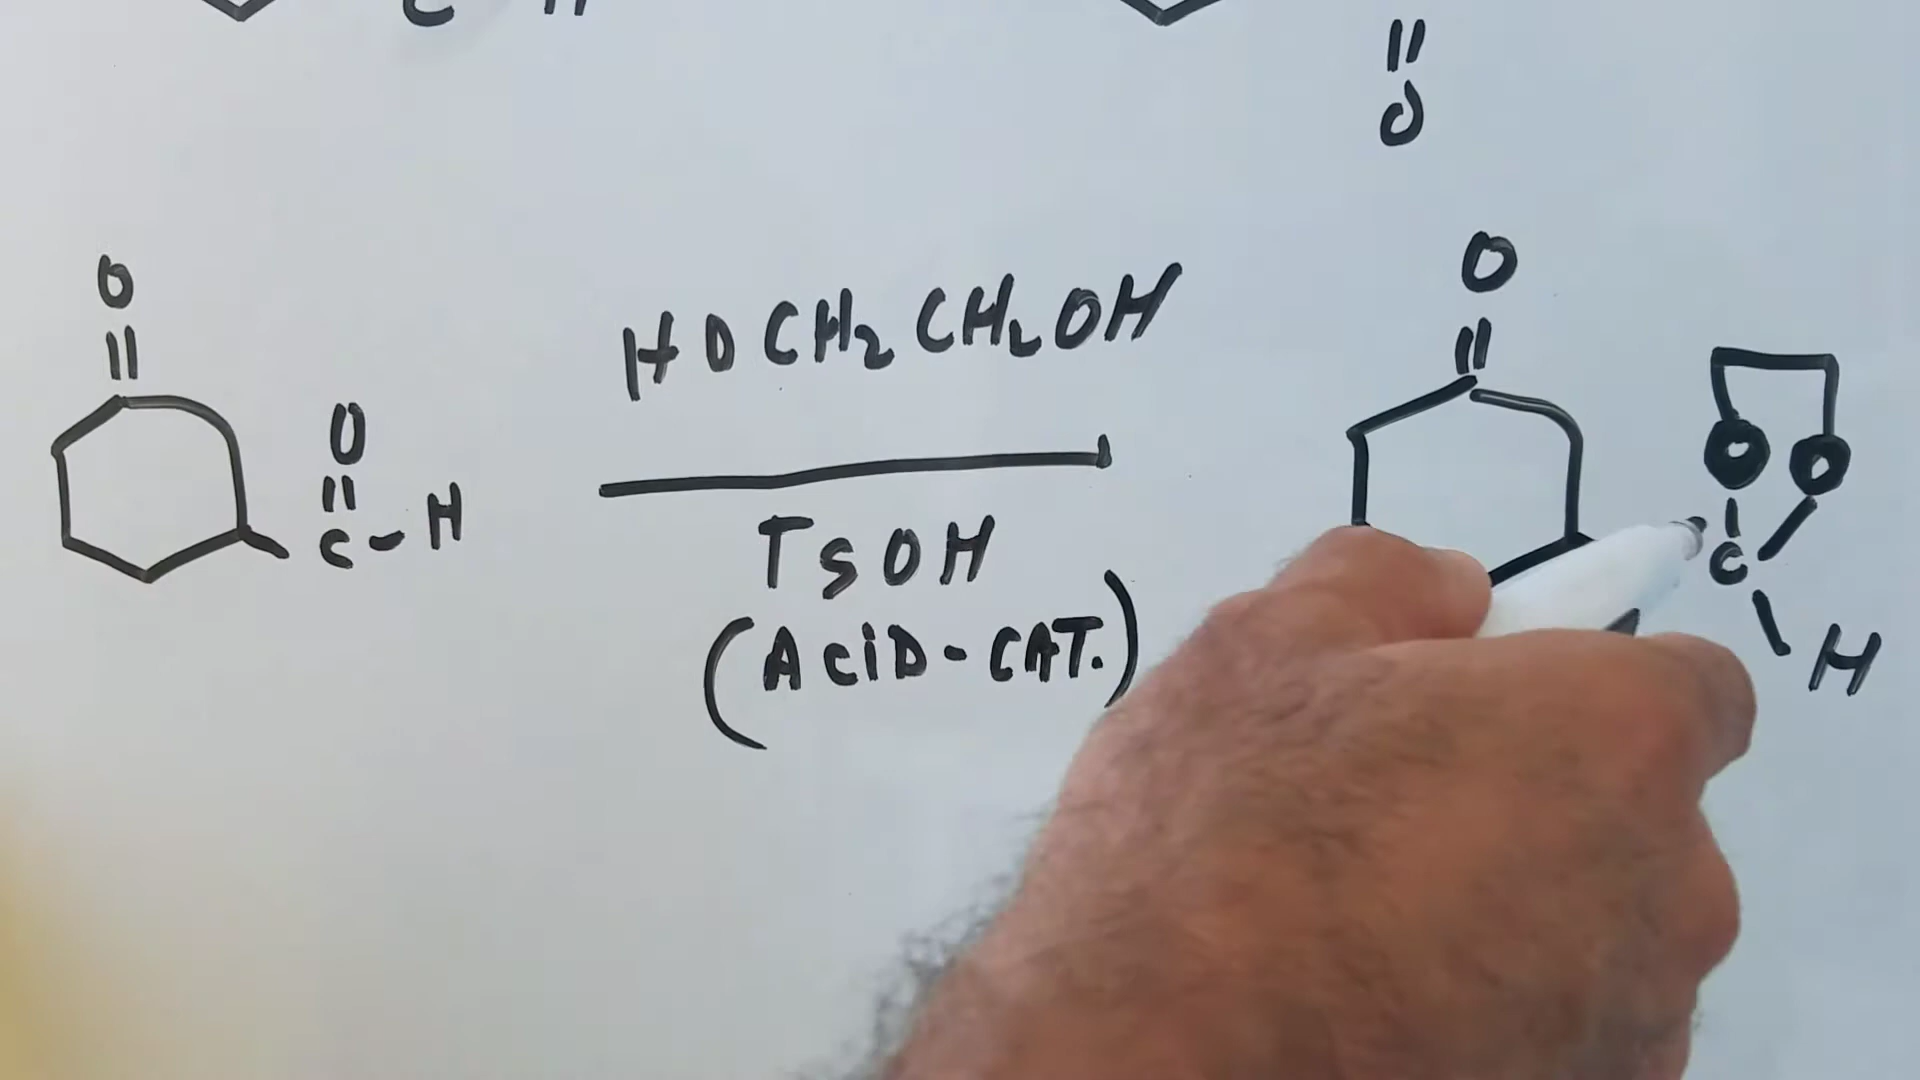 C H
||
O
O
||
O
||
C-H
HOCH₂CH₂OH
TSOH
(ACiD-CAT.)
O
||
O O
C
H